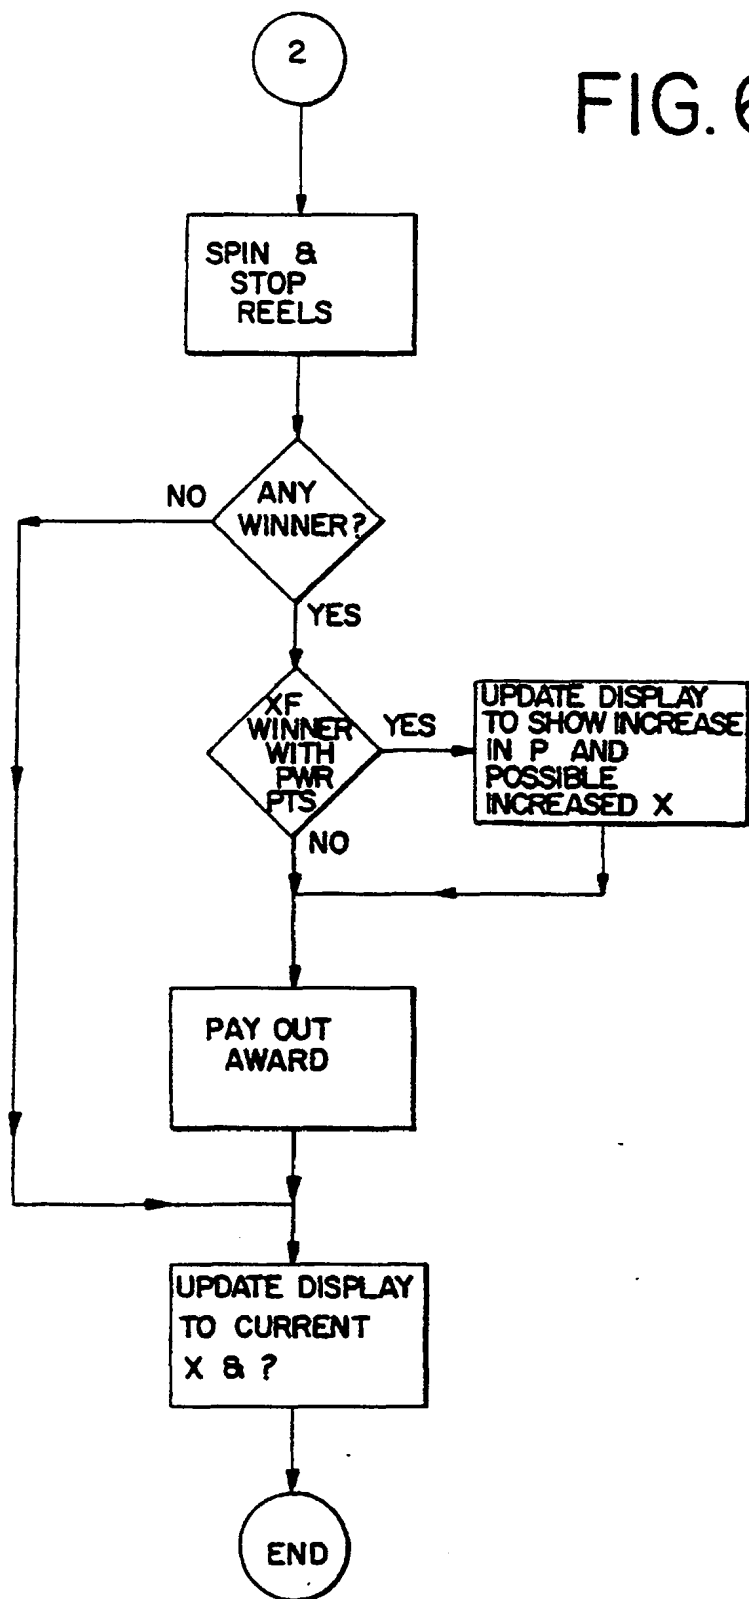 2
FIG. 6
SPIN &
STOP
REELS
NO
ANY
WINNER?
YES
XF
WINNER
WITH
PWR
PTS
YES
UPDATE DISPLAY
TO SHOW INCREASE
IN P AND
POSSIBLE
INCREASED X
NO
PAY OUT
AWARD
UPDATE DISPLAY
TO CURRENT
X & ?
END